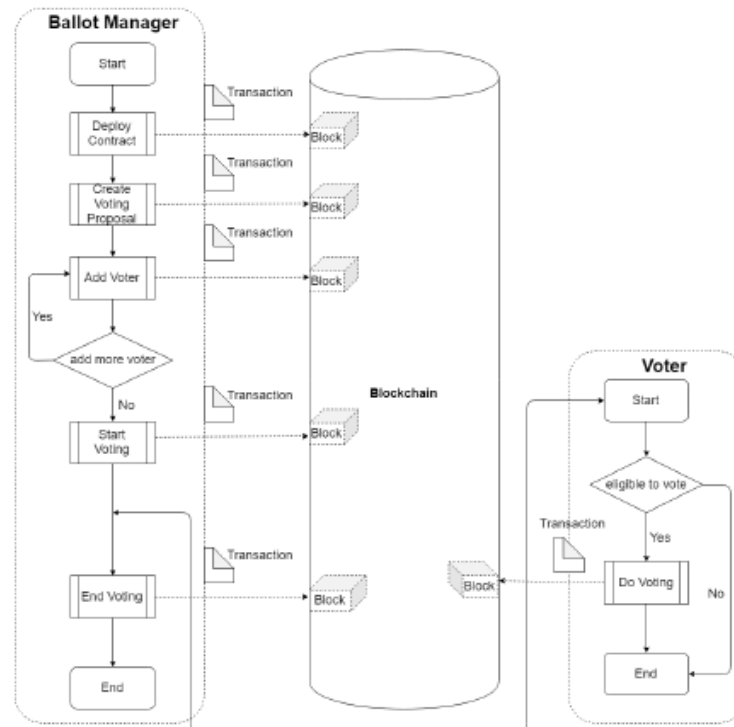 Ballot Manager
Start
Transaction
Deploy
Contract
Block
Transaction
Create
Voting
Proposal
Block
Transaction
Add Voter
Block
Yes
add more voter
No
Transaction
Start
Voting
Block
Blockchain
Transaction
End Voting
Block
End
Voter
Start
eligible to vote
Transaction
Yes
Do Voting
Block
No
End